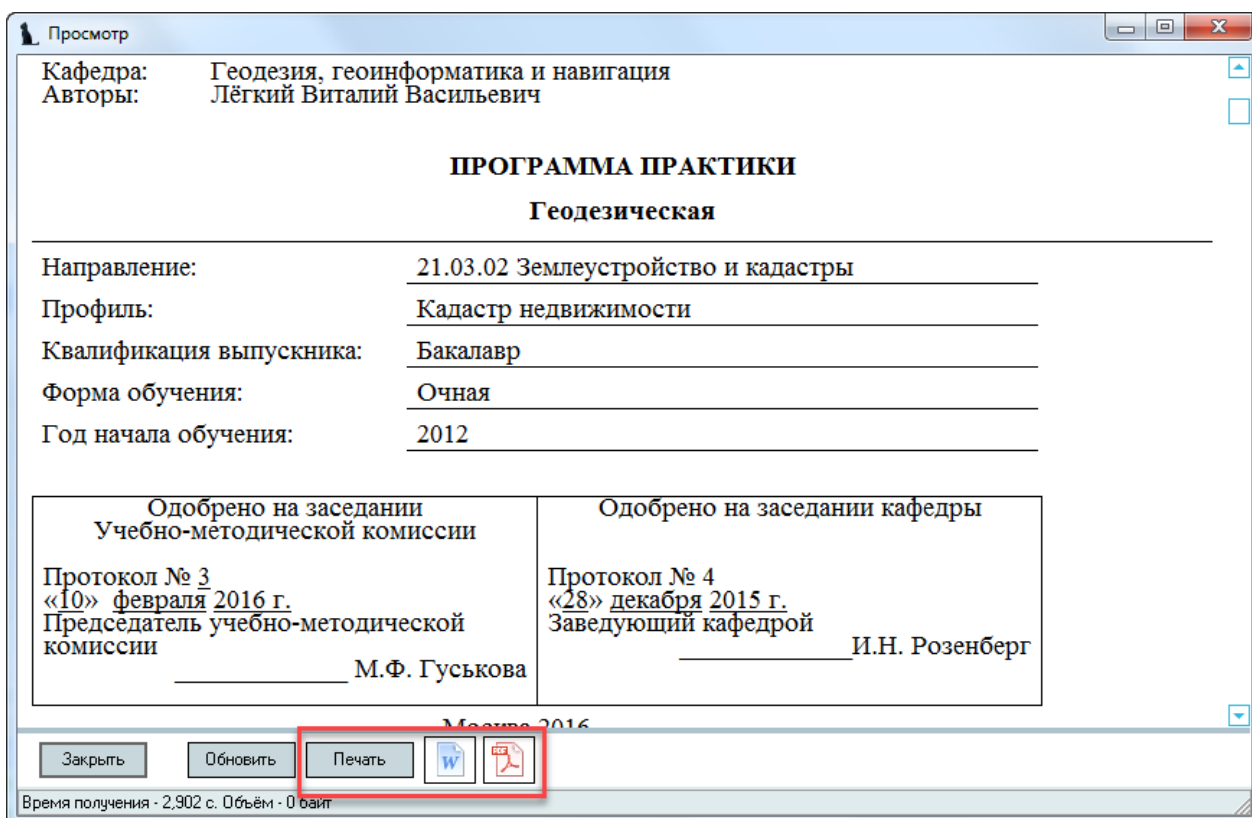 Просмотр
Кафедра: Геодезия, геоинформатика и навигация
Авторы: Лёгкий Виталий Васильевич
ПРОГРАММА ПРАКТИКИ
Геодезическая
Направление: 21.03.02 Землеустройство и кадастры
Профиль: Кадастр недвижимости
Квалификация выпускника: Бакалавр
Форма обучения: Очная
Год начала обучения: 2012
Одобрено на заседании
Учебно-методической комиссии
Протокол № 3
«10» февраля 2016 г.
Председатель учебно-методической
комиссии
М.Ф. Гуськова
Одобрено на заседании кафедры
Протокол № 4
«28» декабря 2015 г.
Заведующий кафедрой
И.Н. Розенберг
Москва 2016
Закрыть Обновить Печать W PDF
Время получения - 2,902 с. Объём - 0 байт